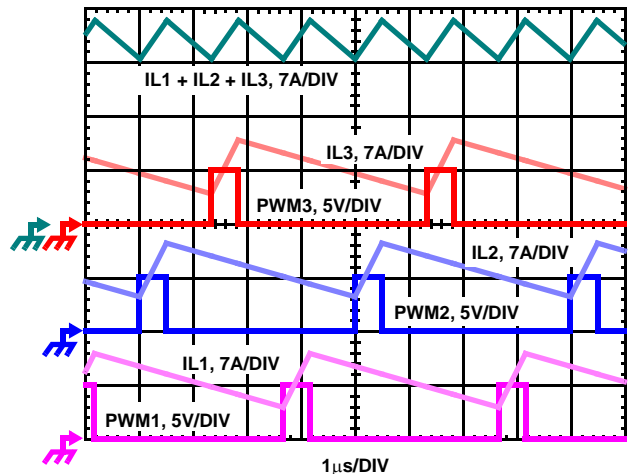 IL1 + IL2 + IL3, 7A/DIV
IL3, 7A/DIV
PWM3, 5V/DIV
IL2, 7A/DIV
PWM2, 5V/DIV
IL1, 7A/DIV
PWM1, 5V/DIV
1μs/DIV